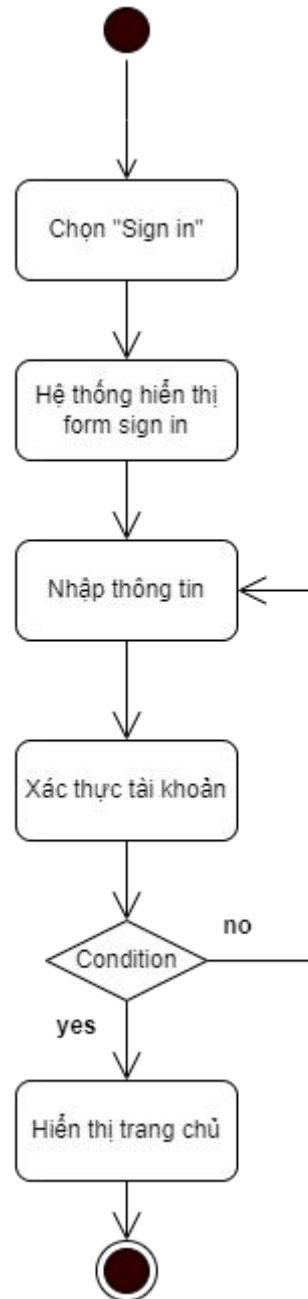 Chọn "Sign in"
Hệ thống hiển thị
form sign in
Nhập thông tin
Xác thực tài khoản
Condition
no
yes
Hiển thị trang chủ